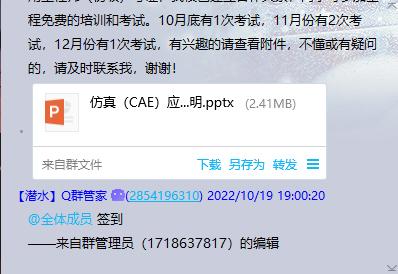 程免费的培训和考试。10月底有1次考试，11月份有2次考
试，12月份有1次考试，有兴趣的请查看附件，不懂或有疑问
的，请及时联系我，谢谢！
仿真（CAE）应...明.pptx (2.41MB)
来自群文件 下载 另存为 转发
【潜水】Q群管家(2854196310) 2022/10/19 19:00:20
@全体成员 签到
——来自群管理员（1718637817）的编辑